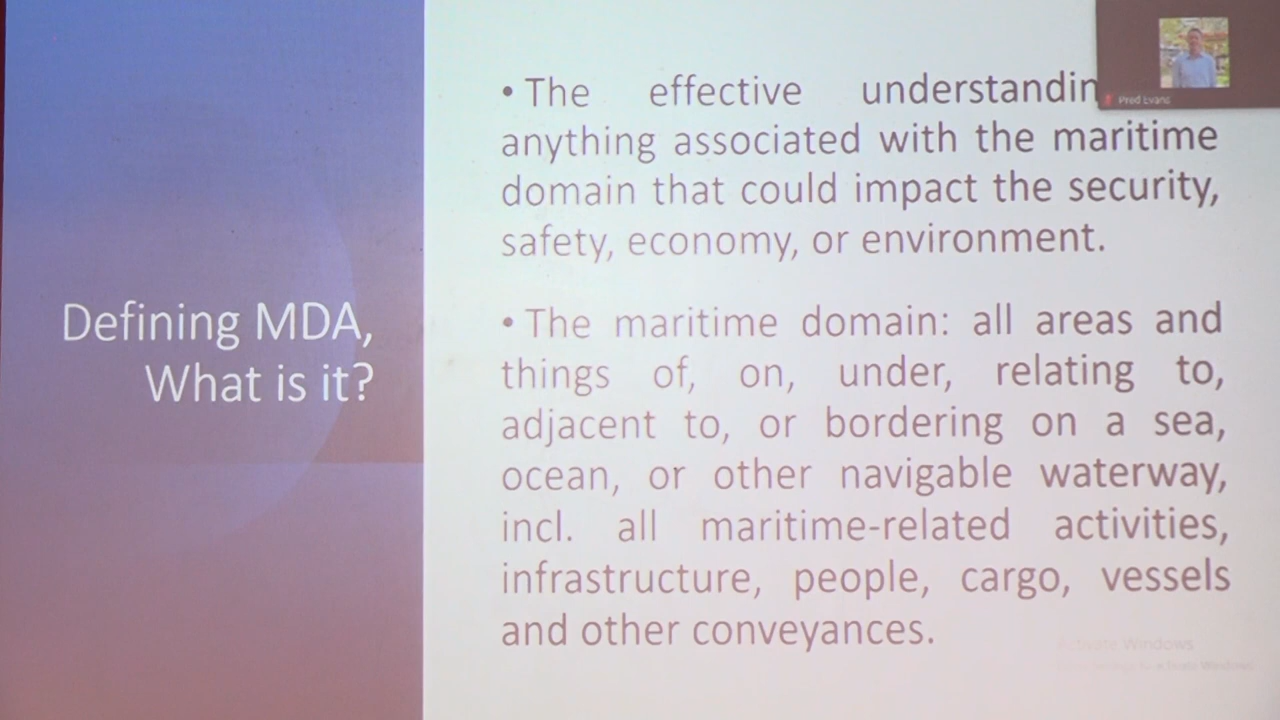 Defining MDA,
What is it?
• The effective understandin
anything associated with the maritime
domain that could impact the security,
safety, economy, or environment.
• The maritime domain: all areas and
things of, on, under, relating to,
adjacent to, or bordering on a sea,
ocean, or other navigable waterway,
incl. all maritime-related activities,
infrastructure, people, cargo, vessels
and other conveyances.
Prod Evans
Activate Windows